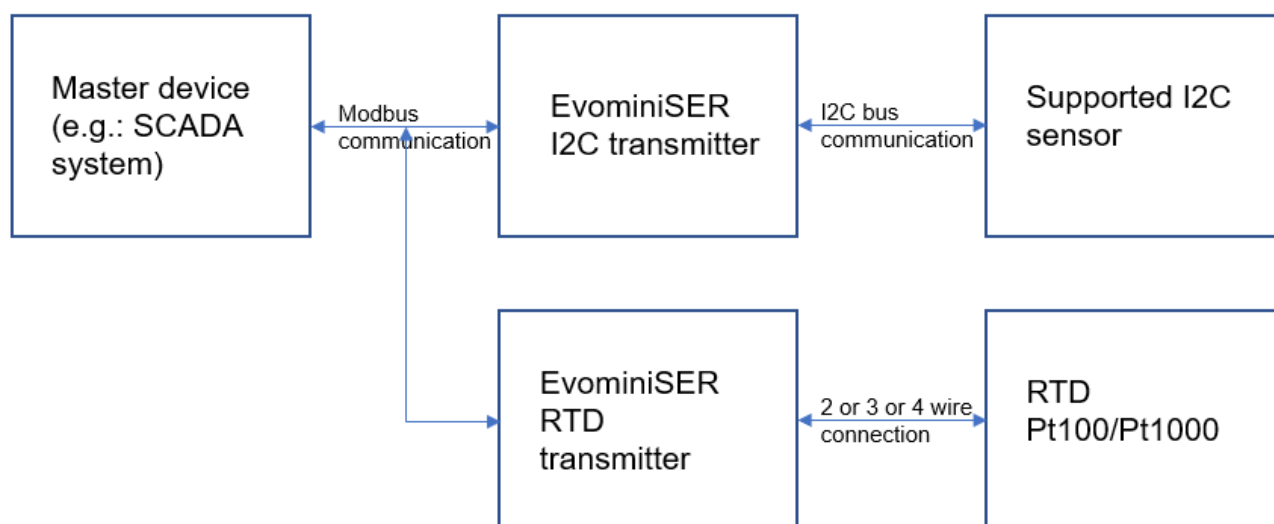 Master device
(e.g.: SCADA
system)
Modbus
communication
EvominiSER
I2C transmitter
I2C bus
communication
Supported I2C
sensor
EvominiSER
RTD
transmitter
2 or 3 or 4 wire
connection
RTD
Pt100/Pt1000